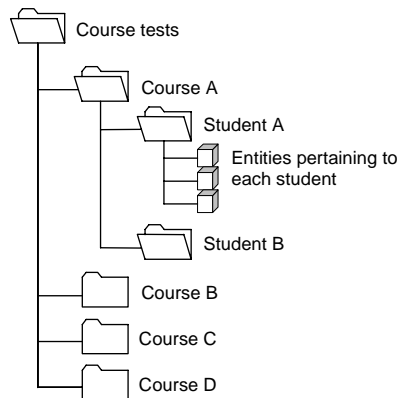 Course tests
Course A
Student A
Entities pertaining to
each student
Student B
Course B
Course C
Course D